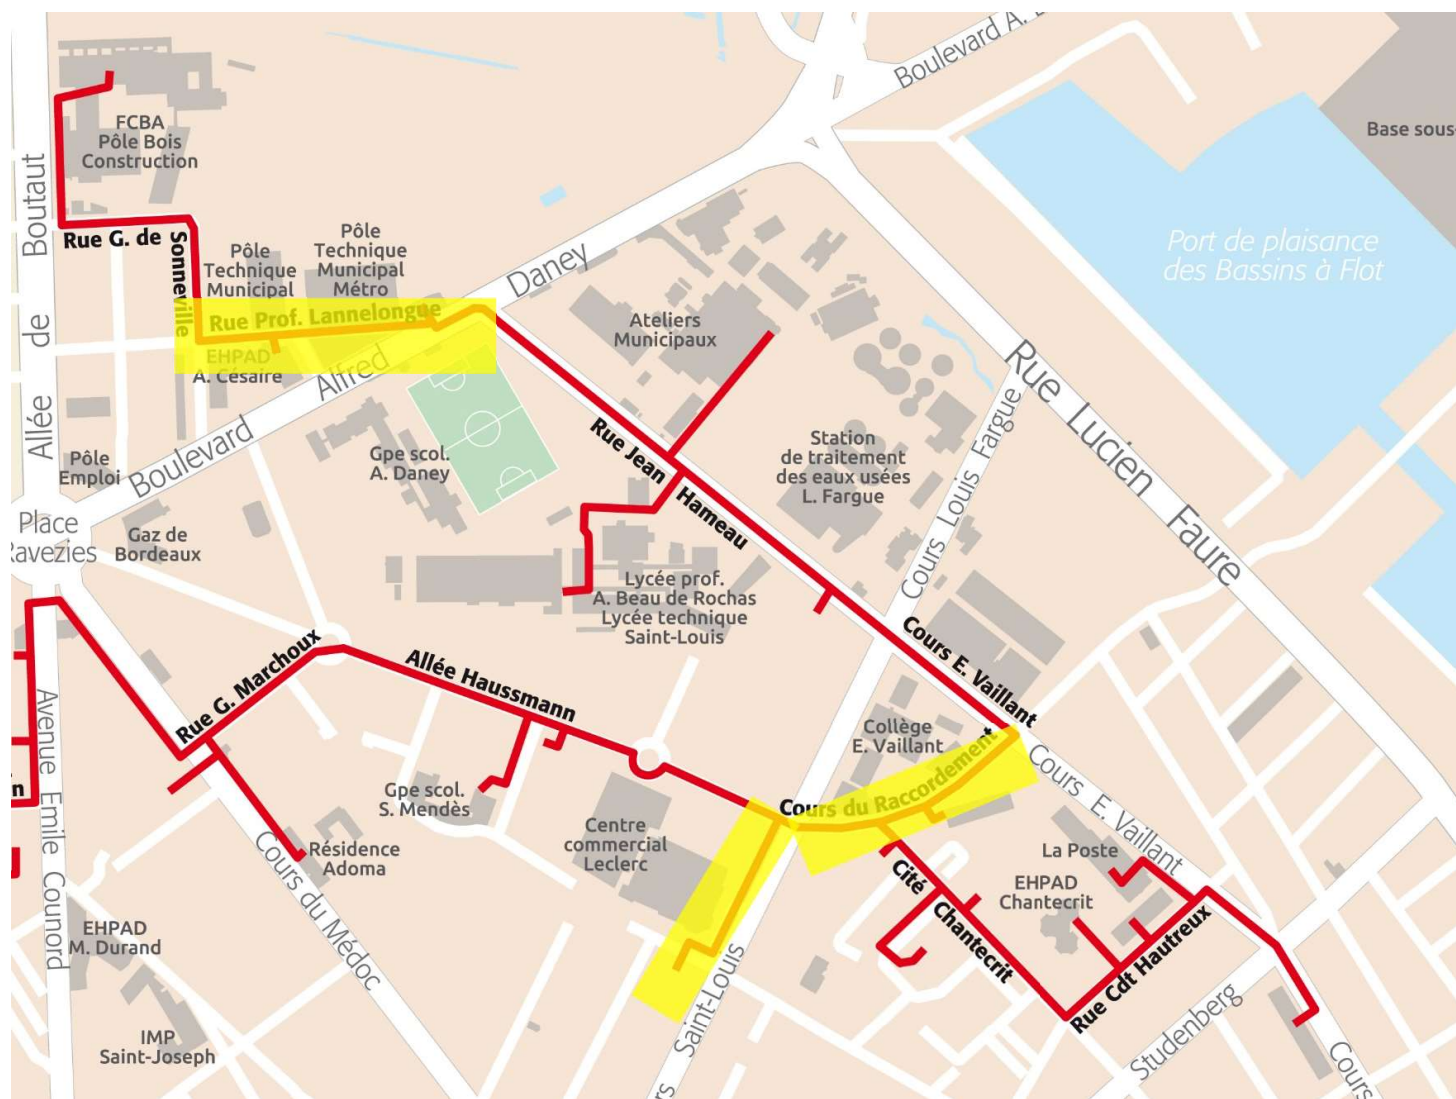 Boulevard A.
FCBA
Pôle Bois
Construction
Base sous-
Allée de Boutaut
Rue G. de
Sonneville
Pôle
Technique
Municipal
Pôle
Technique
Municipal
Métro
Port de plaisance
des Bassins à Flot
Rue Prof. Lannelongue
Boulevard Alfred Daney
Ateliers
Municipaux
EHPAD
A. Césaire
Rue Lucien Faure
Rue Jean Hameau
Cours Louis Fargue
Station
de traitement
des eaux usées
L. Fargue
Gpe scol.
A. Daney
Pôle
Emploi
Place
Ravezies
Gaz de
Bordeaux
Lycée prof.
A. Beau de Rochas
Lycée technique
Saint-Louis
Rue G. Marchoux
Allée Haussmann
Cours E. Vaillant
Collège
E. Vaillant
Avenue Emile Counord
n
Gpe scol.
S. Mendès
Cours du Raccordement
Cours E. Vaillant
Centre
commercial
Leclerc
Résidence
Adoma
Cours du Médoc
La Poste
EHPAD
Chantecrit
Cité Chantecrit
Rue Cdt Hautreux
EHPAD
M. Durand
IMP
Saint-Joseph
rs Saint-Louis
Studenberg
Cours